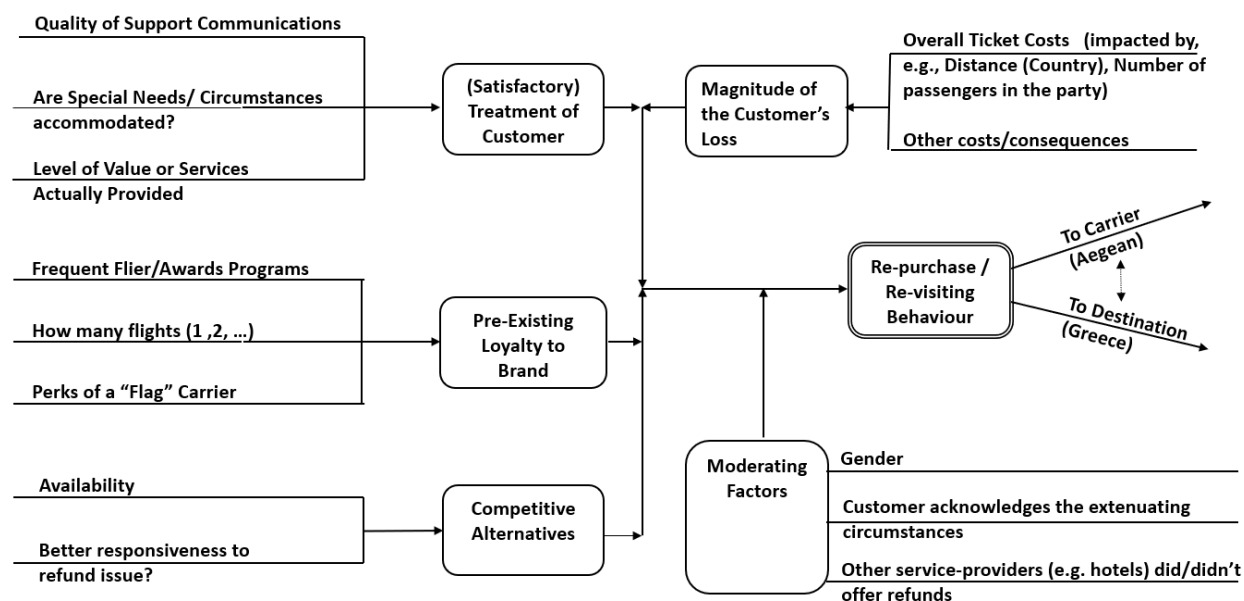 Quality of Support Communications
Are Special Needs/ Circumstances
accommodated?
Level of Value or Services
Actually Provided
(Satisfactory)
Treatment of
Customer
Magnitude of
the Customer’s
Loss
Overall Ticket Costs (impacted by,
e.g., Distance (Country), Number of
passengers in the party)
Other costs/consequences
Frequent Flier/Awards Programs
How many flights (1 ,2, …)
Perks of a “Flag” Carrier
Pre-Existing
Loyalty to
Brand
Re-purchase /
Re-visiting
Behaviour
To Carrier
(Aegean)
To Destination
(Greece)
Availability
Better responsiveness to
refund issue?
Competitive
Alternatives
Moderating
Factors
Gender
Customer acknowledges the extenuating
circumstances
Other service-providers (e.g. hotels) did/didn’t
offer refunds